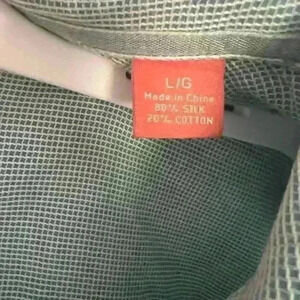 L/G
Made in China
80% SILK
20% COTTON